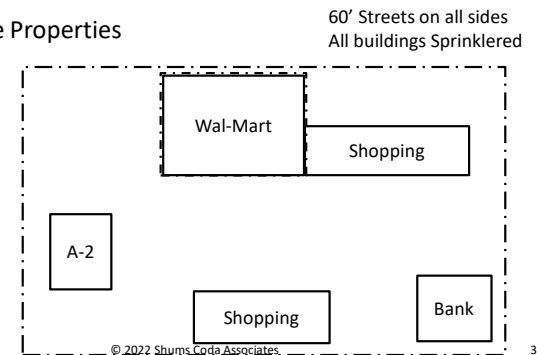 e Properties
60' Streets on all sides
All buildings Sprinklered
Wal-Mart
Shopping
A-2
Shopping
Bank
© 2022 Shums Coda Associates
3